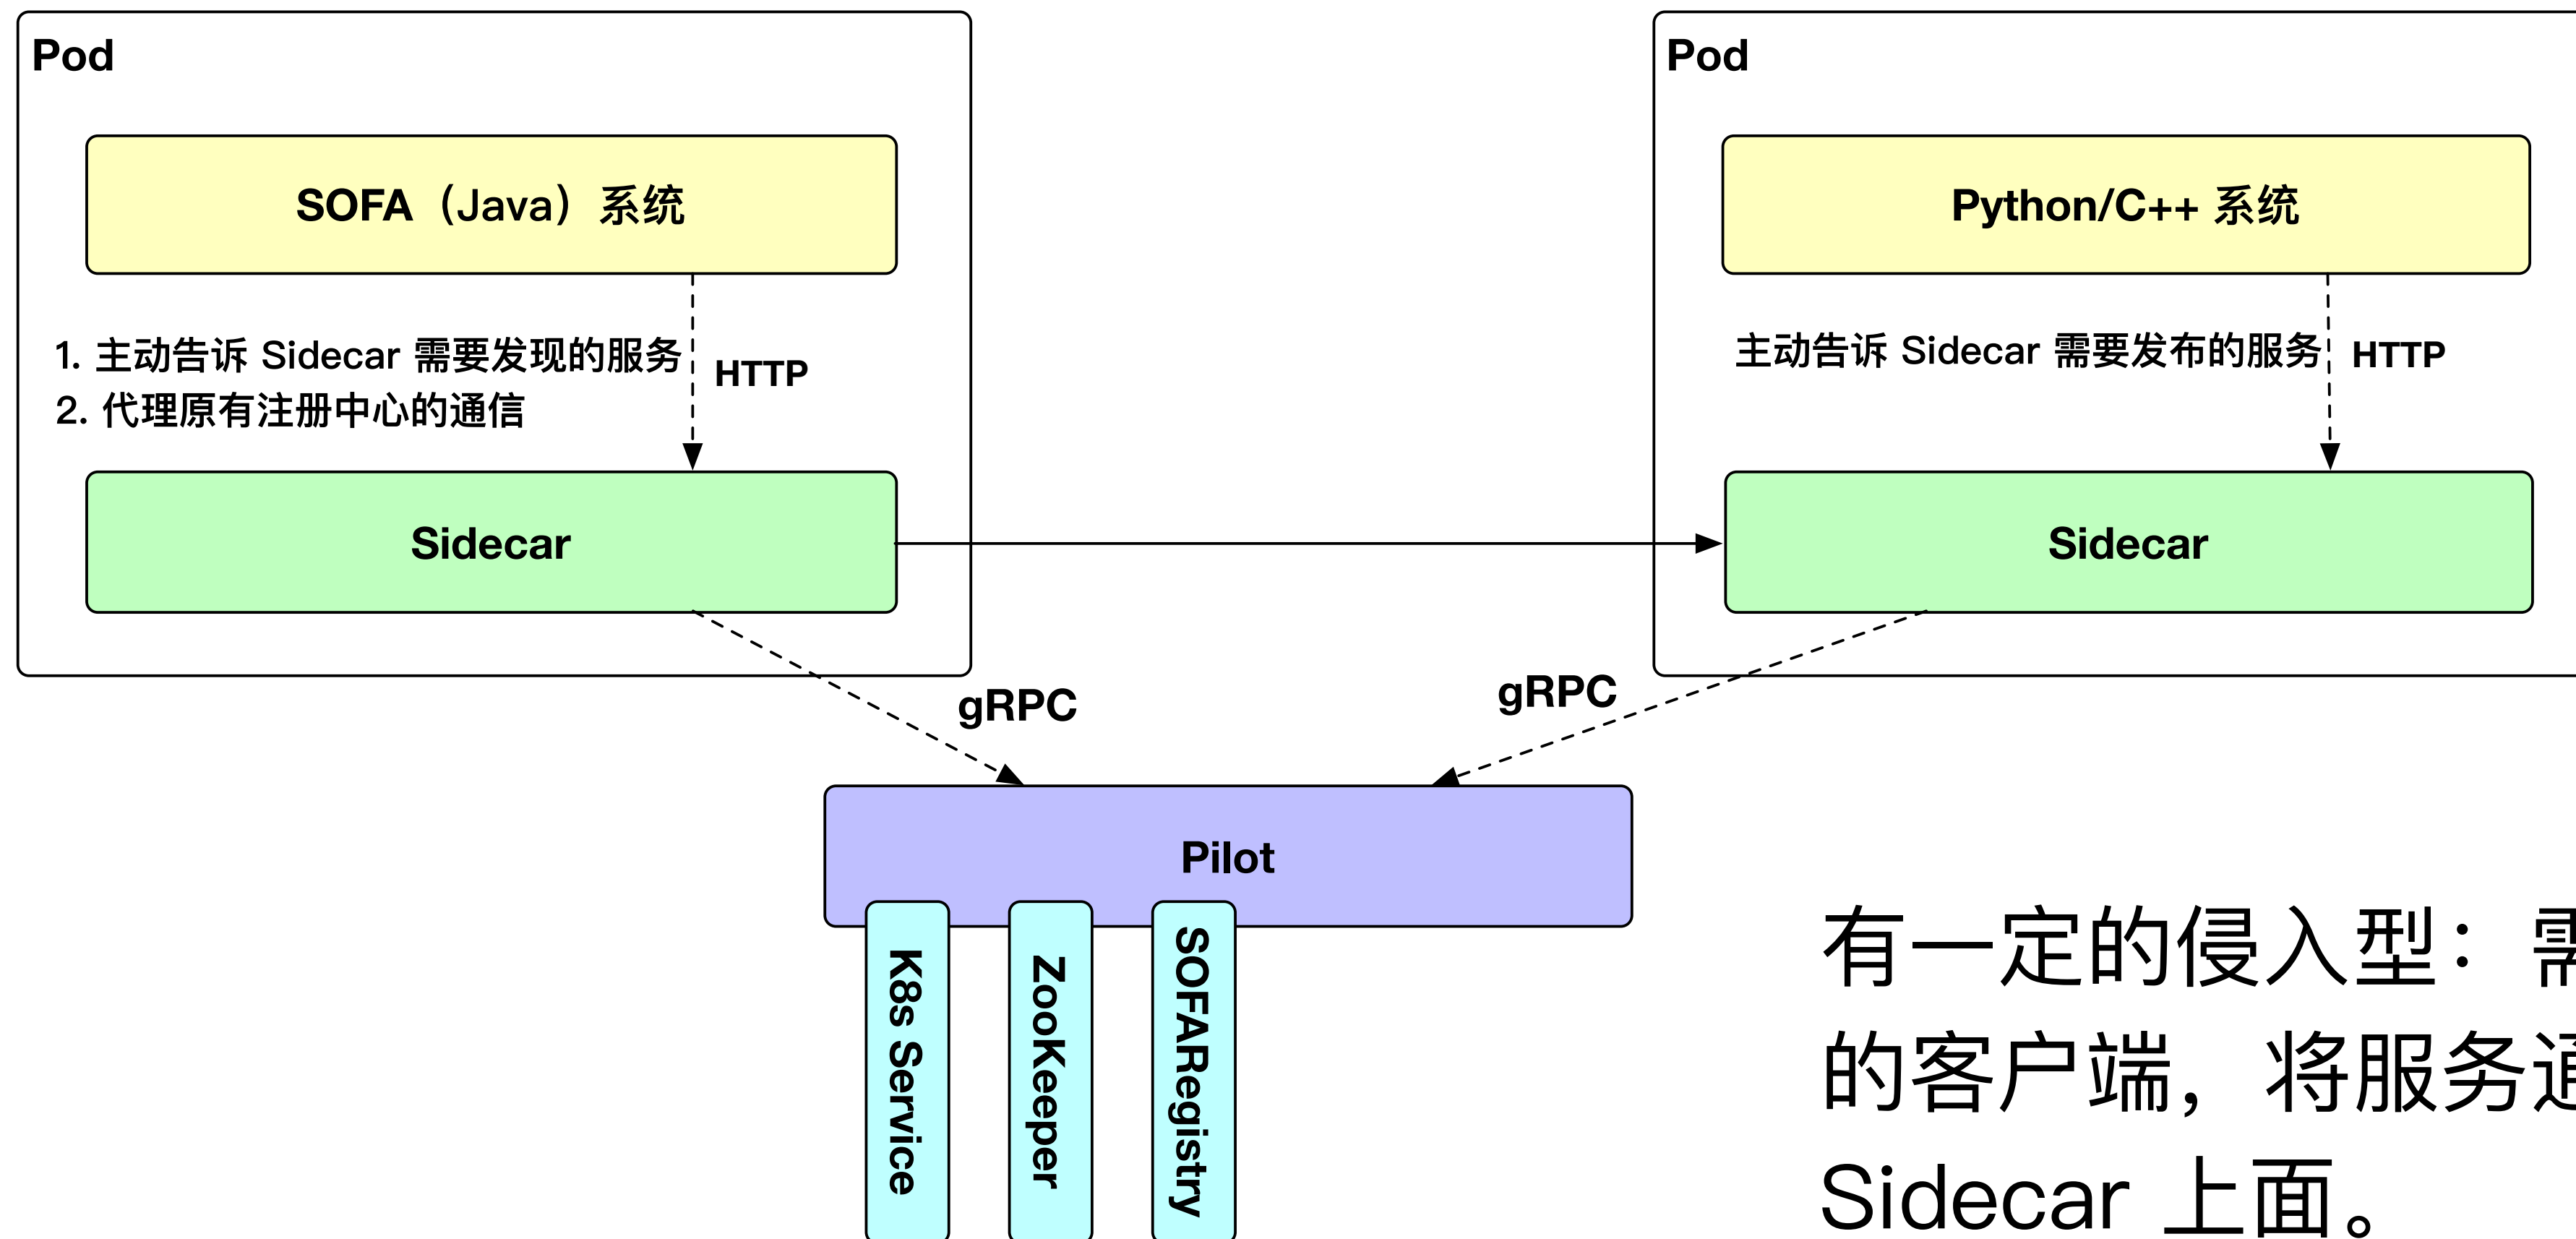 Pod
SOFA（Java）系统
1. 主动告诉 Sidecar 需要发现的服务
2. 代理原有注册中心的通信
HTTP
Sidecar
Pod
Python/C++ 系统
主动告诉 Sidecar 需要发布的服务
HTTP
Sidecar
gRPC
gRPC
Pilot
K8s Service
ZooKeeper
SOFARegistry
有一定的侵入型：需
的客户端，将服务通
Sidecar 上面。